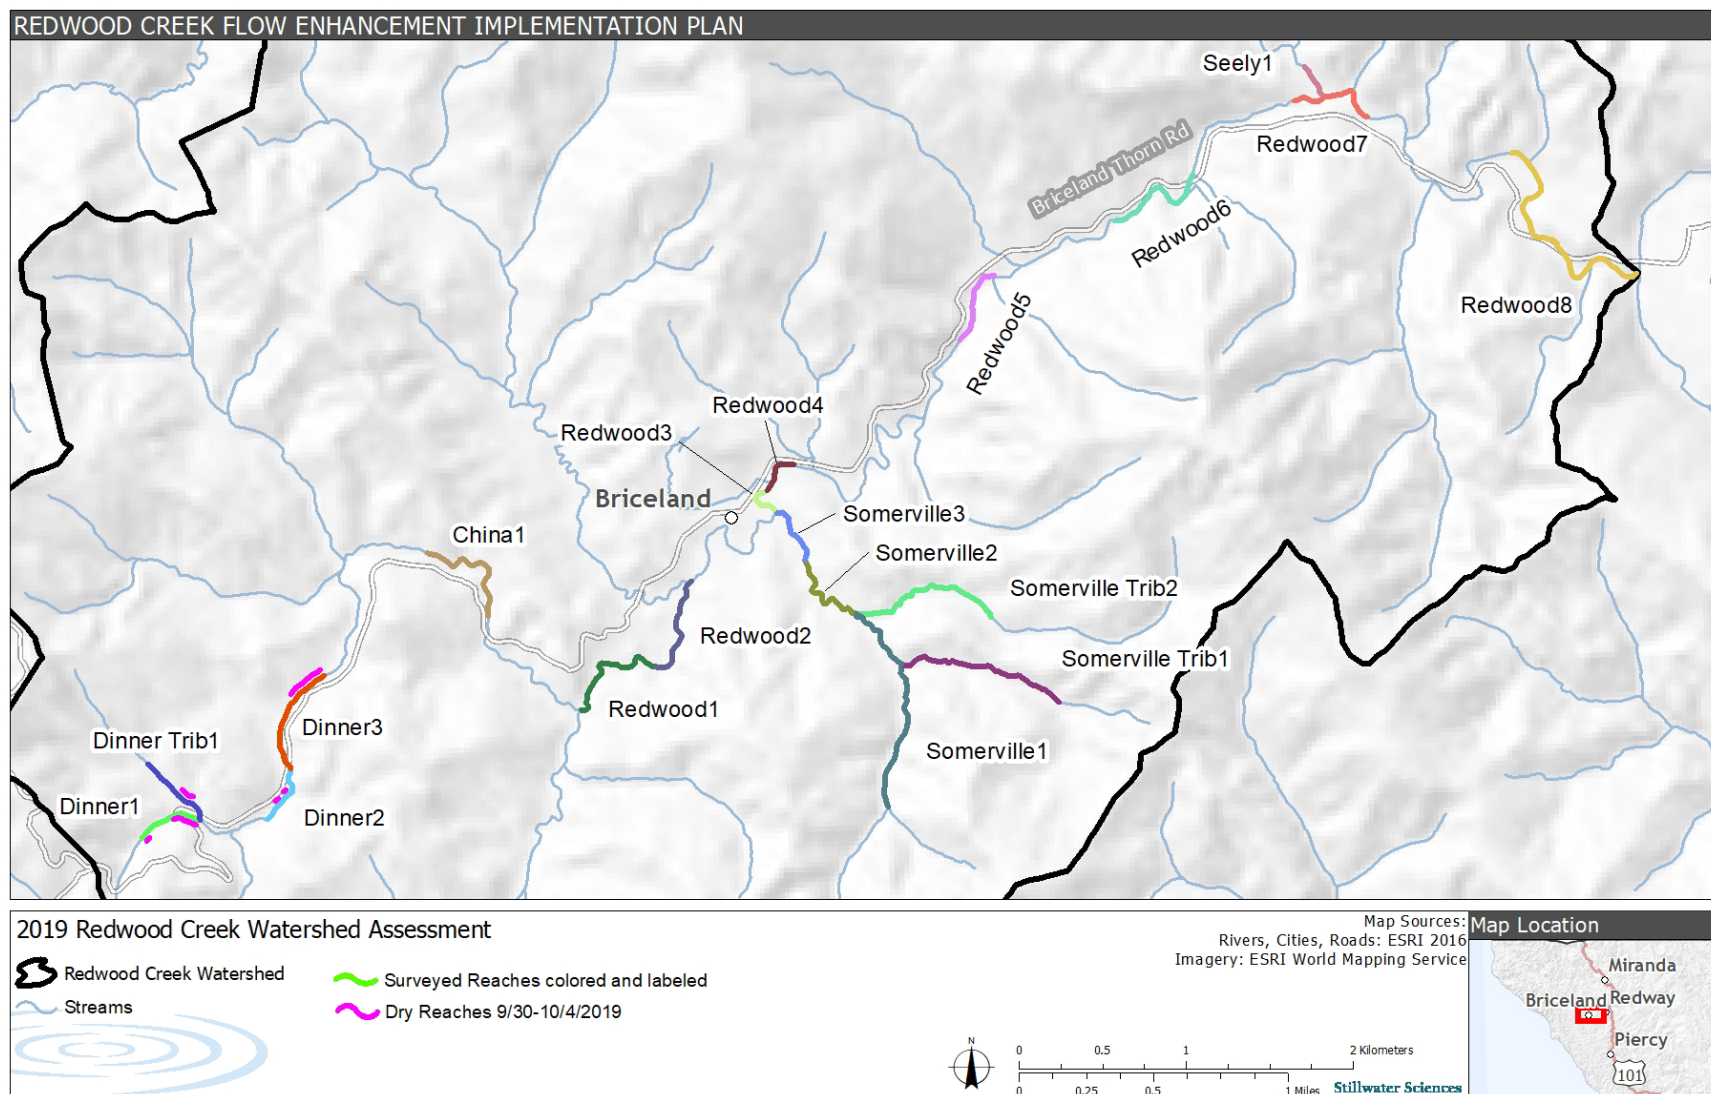 REDWOOD CREEK FLOW ENHANCEMENT IMPLEMENTATION PLAN
Seely1
Redwood7
Briceland Thorn Rd
Redwood6
Redwood8
Redwood5
Redwood4
Redwood3
Briceland
Somerville3
China1
Somerville2
Somerville Trib2
Redwood2
Somerville Trib1
Redwood1
Dinner3
Dinner Trib1
Somerville1
Dinner1
Dinner2
2019 Redwood Creek Watershed Assessment
Redwood Creek Watershed
Streams
Surveyed Reaches colored and labeled
Dry Reaches 9/30-10/4/2019
Map Sources:
Rivers, Cities, Roads: ESRI 2016
Imagery: ESRI World Mapping Service
N
0 0.5 1 2 Kilometers
0 0.25 0.5 1 Miles
Stillwater Sciences
Map Location
Miranda
Briceland Redway
Piercy
101